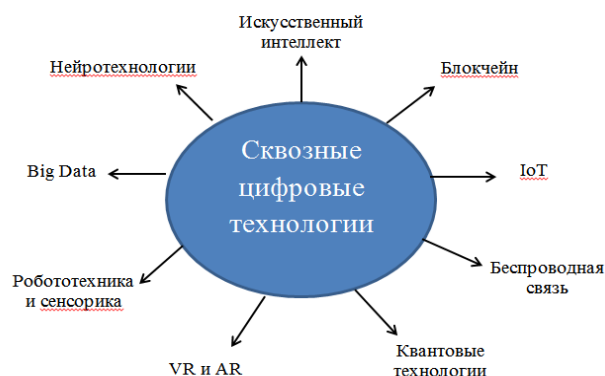 Искусственный
интеллект
Нейротехнологии
Блокчейн
Сквозные
цифровые
технологии
Big Data
IoT
Робототехника
и сенсорика
Беспроводная
связь
VR и AR
Квантовые
технологии